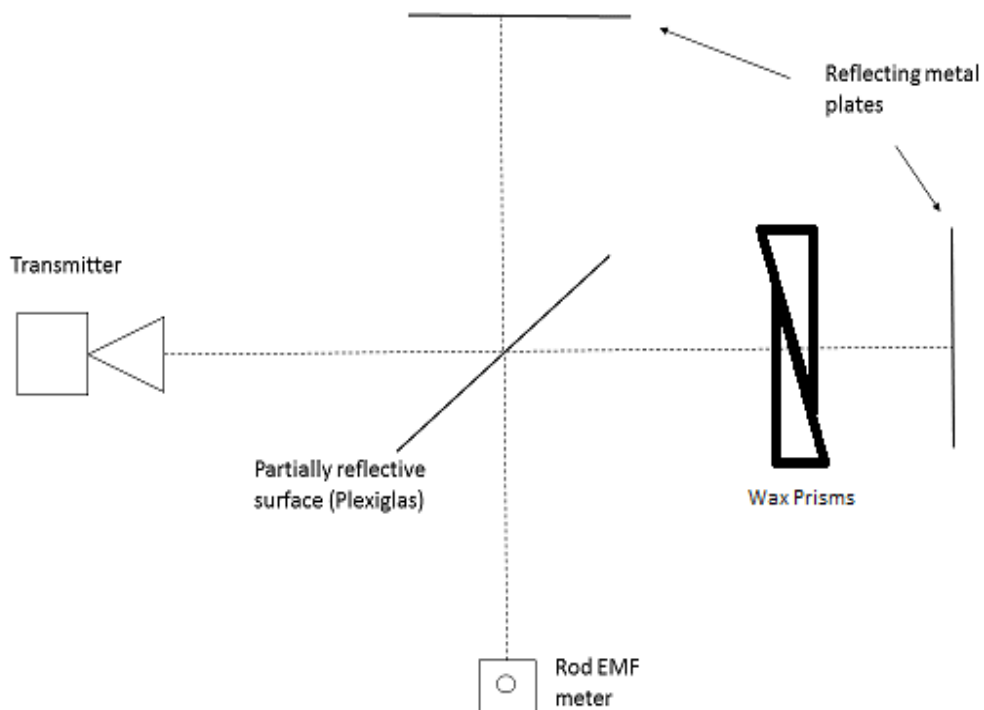 Reflecting metal
plates
Transmitter
Partially reflective
surface (Plexiglas)
Wax Prisms
Rod EMF
meter